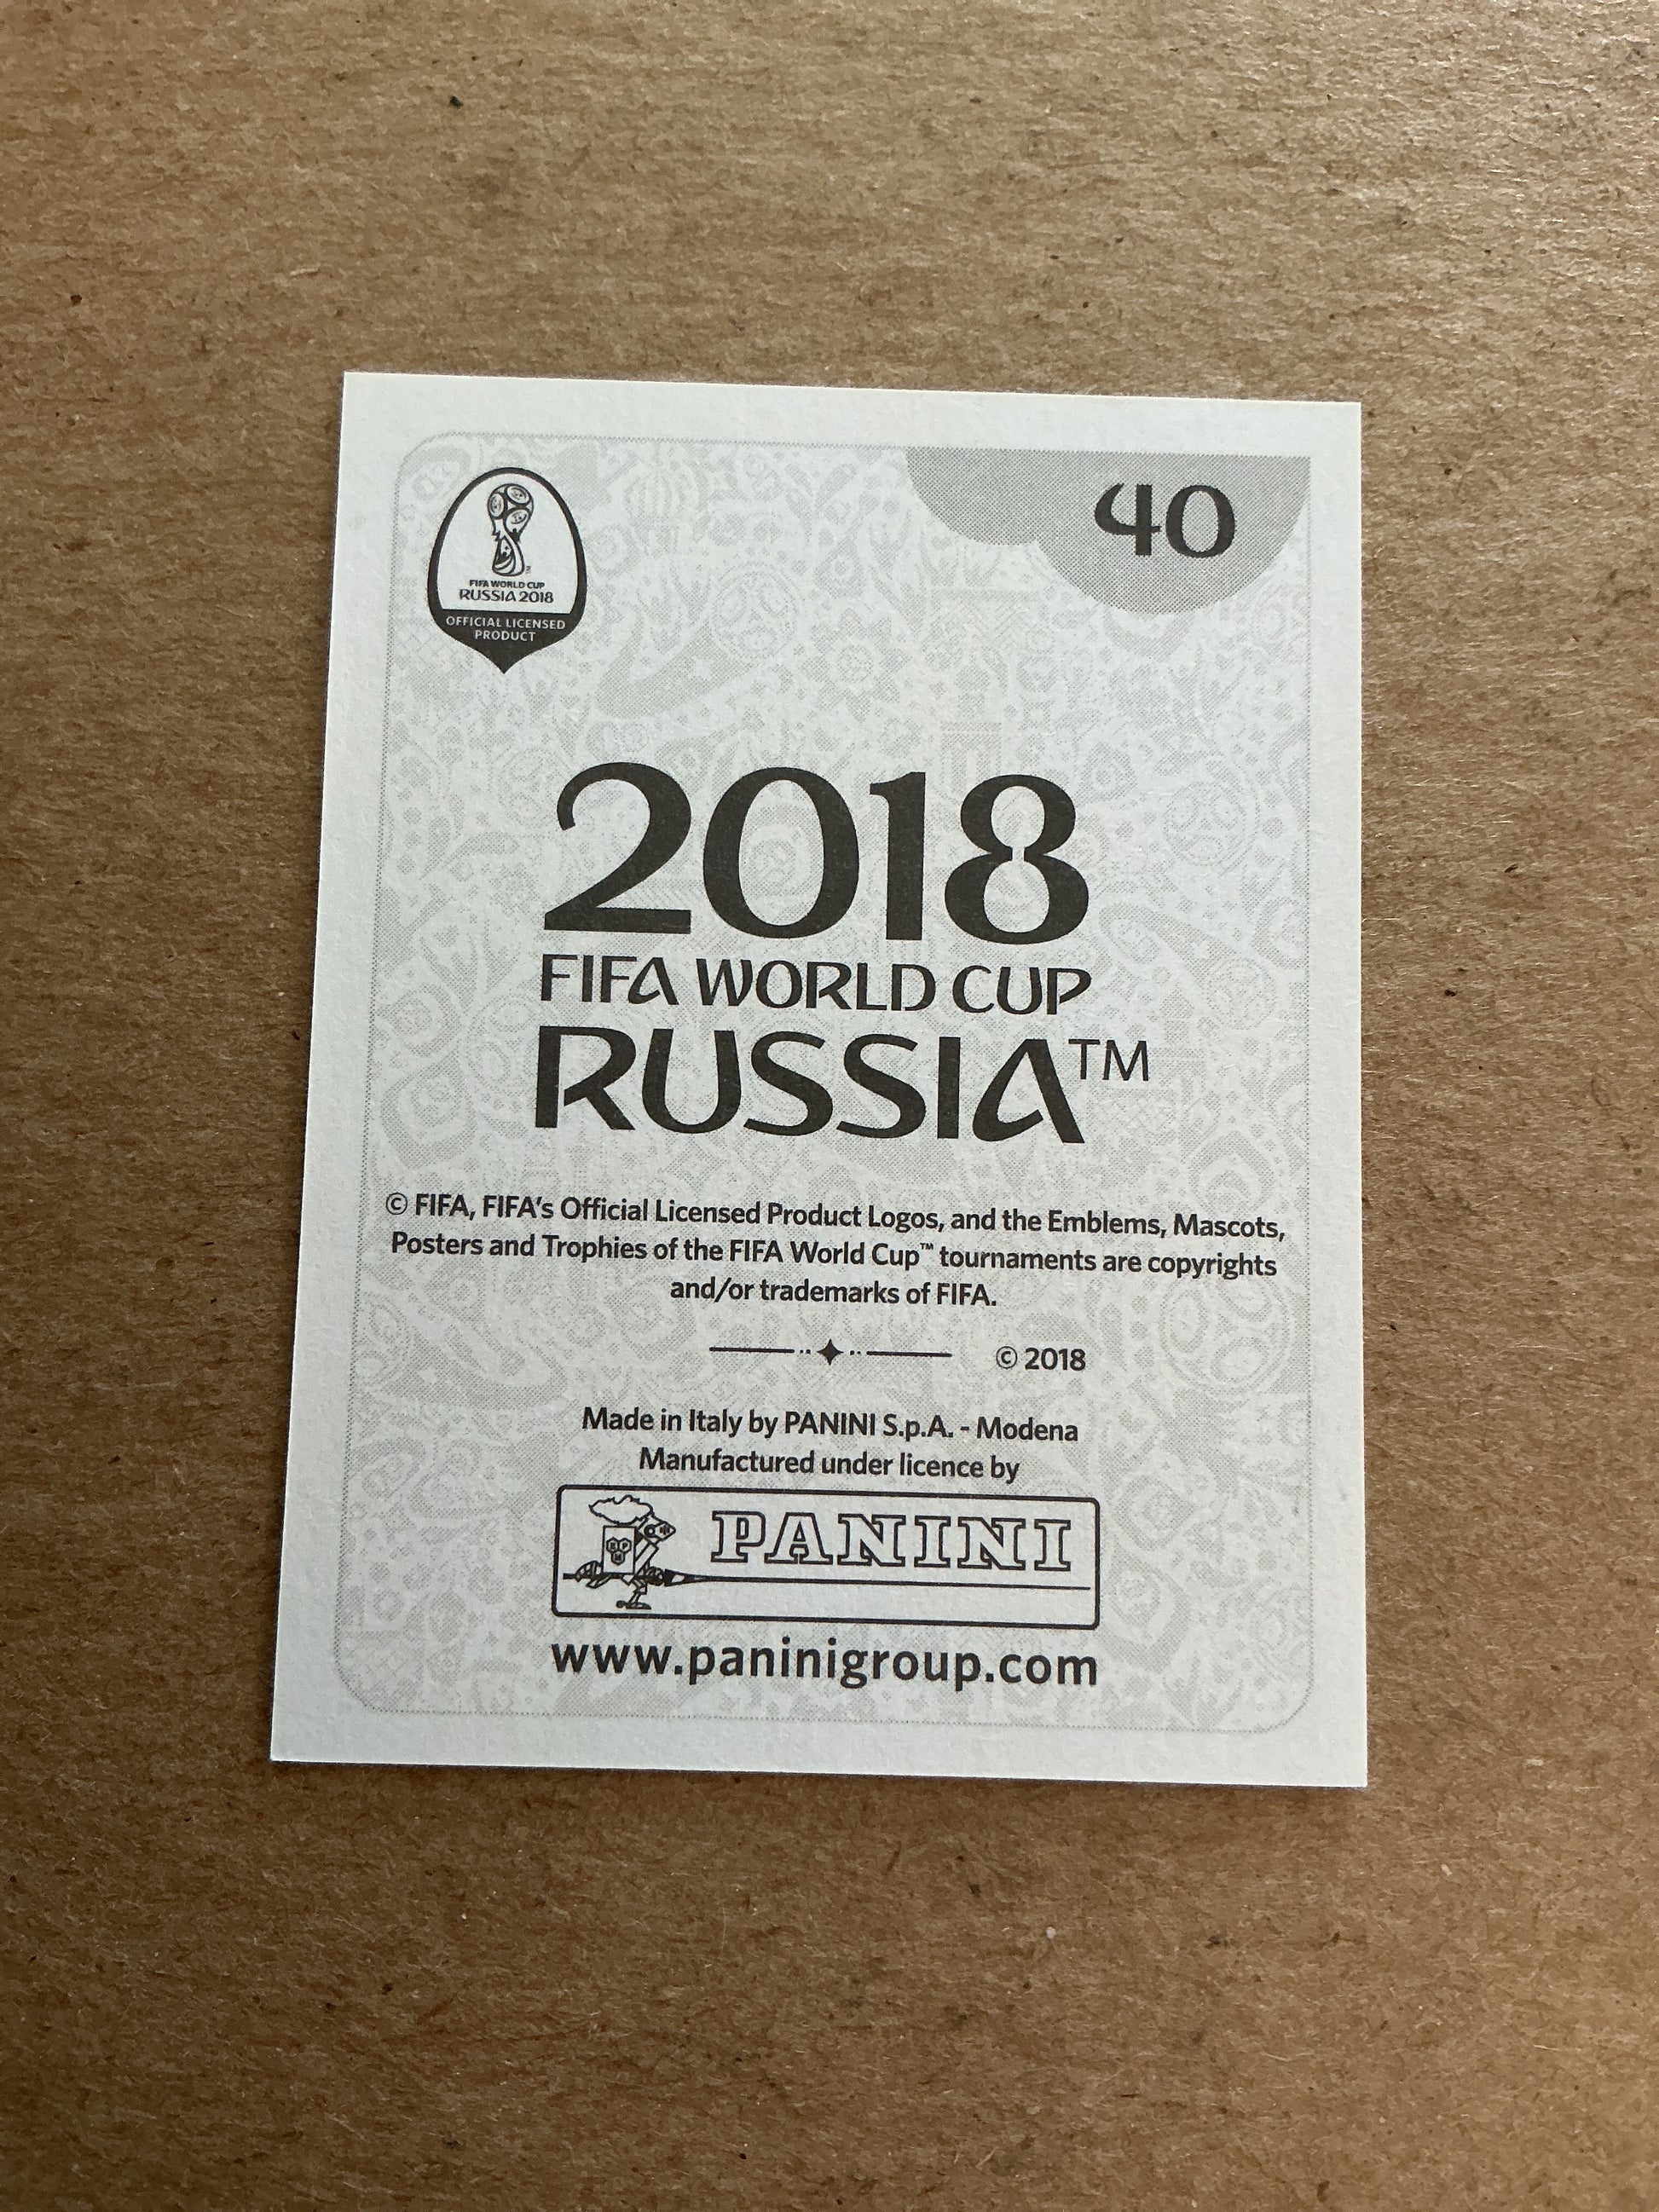 40
FIFA WORLD CUP
RUSSIA 2018
OFFICIAL LICENSED
PRODUCT
2018
FIFA WORLD CUP
RUSSIA™
© FIFA, FIFA's Official Licensed Product Logos, and the Emblems, Mascots,
Posters and Trophies of the FIFA World Cup™ tournaments are copyrights
and/or trademarks of FIFA.
© 2018
Made in Italy by PANINI S.p.A. - Modena
Manufactured under licence by
PANINI
www.paninigroup.com